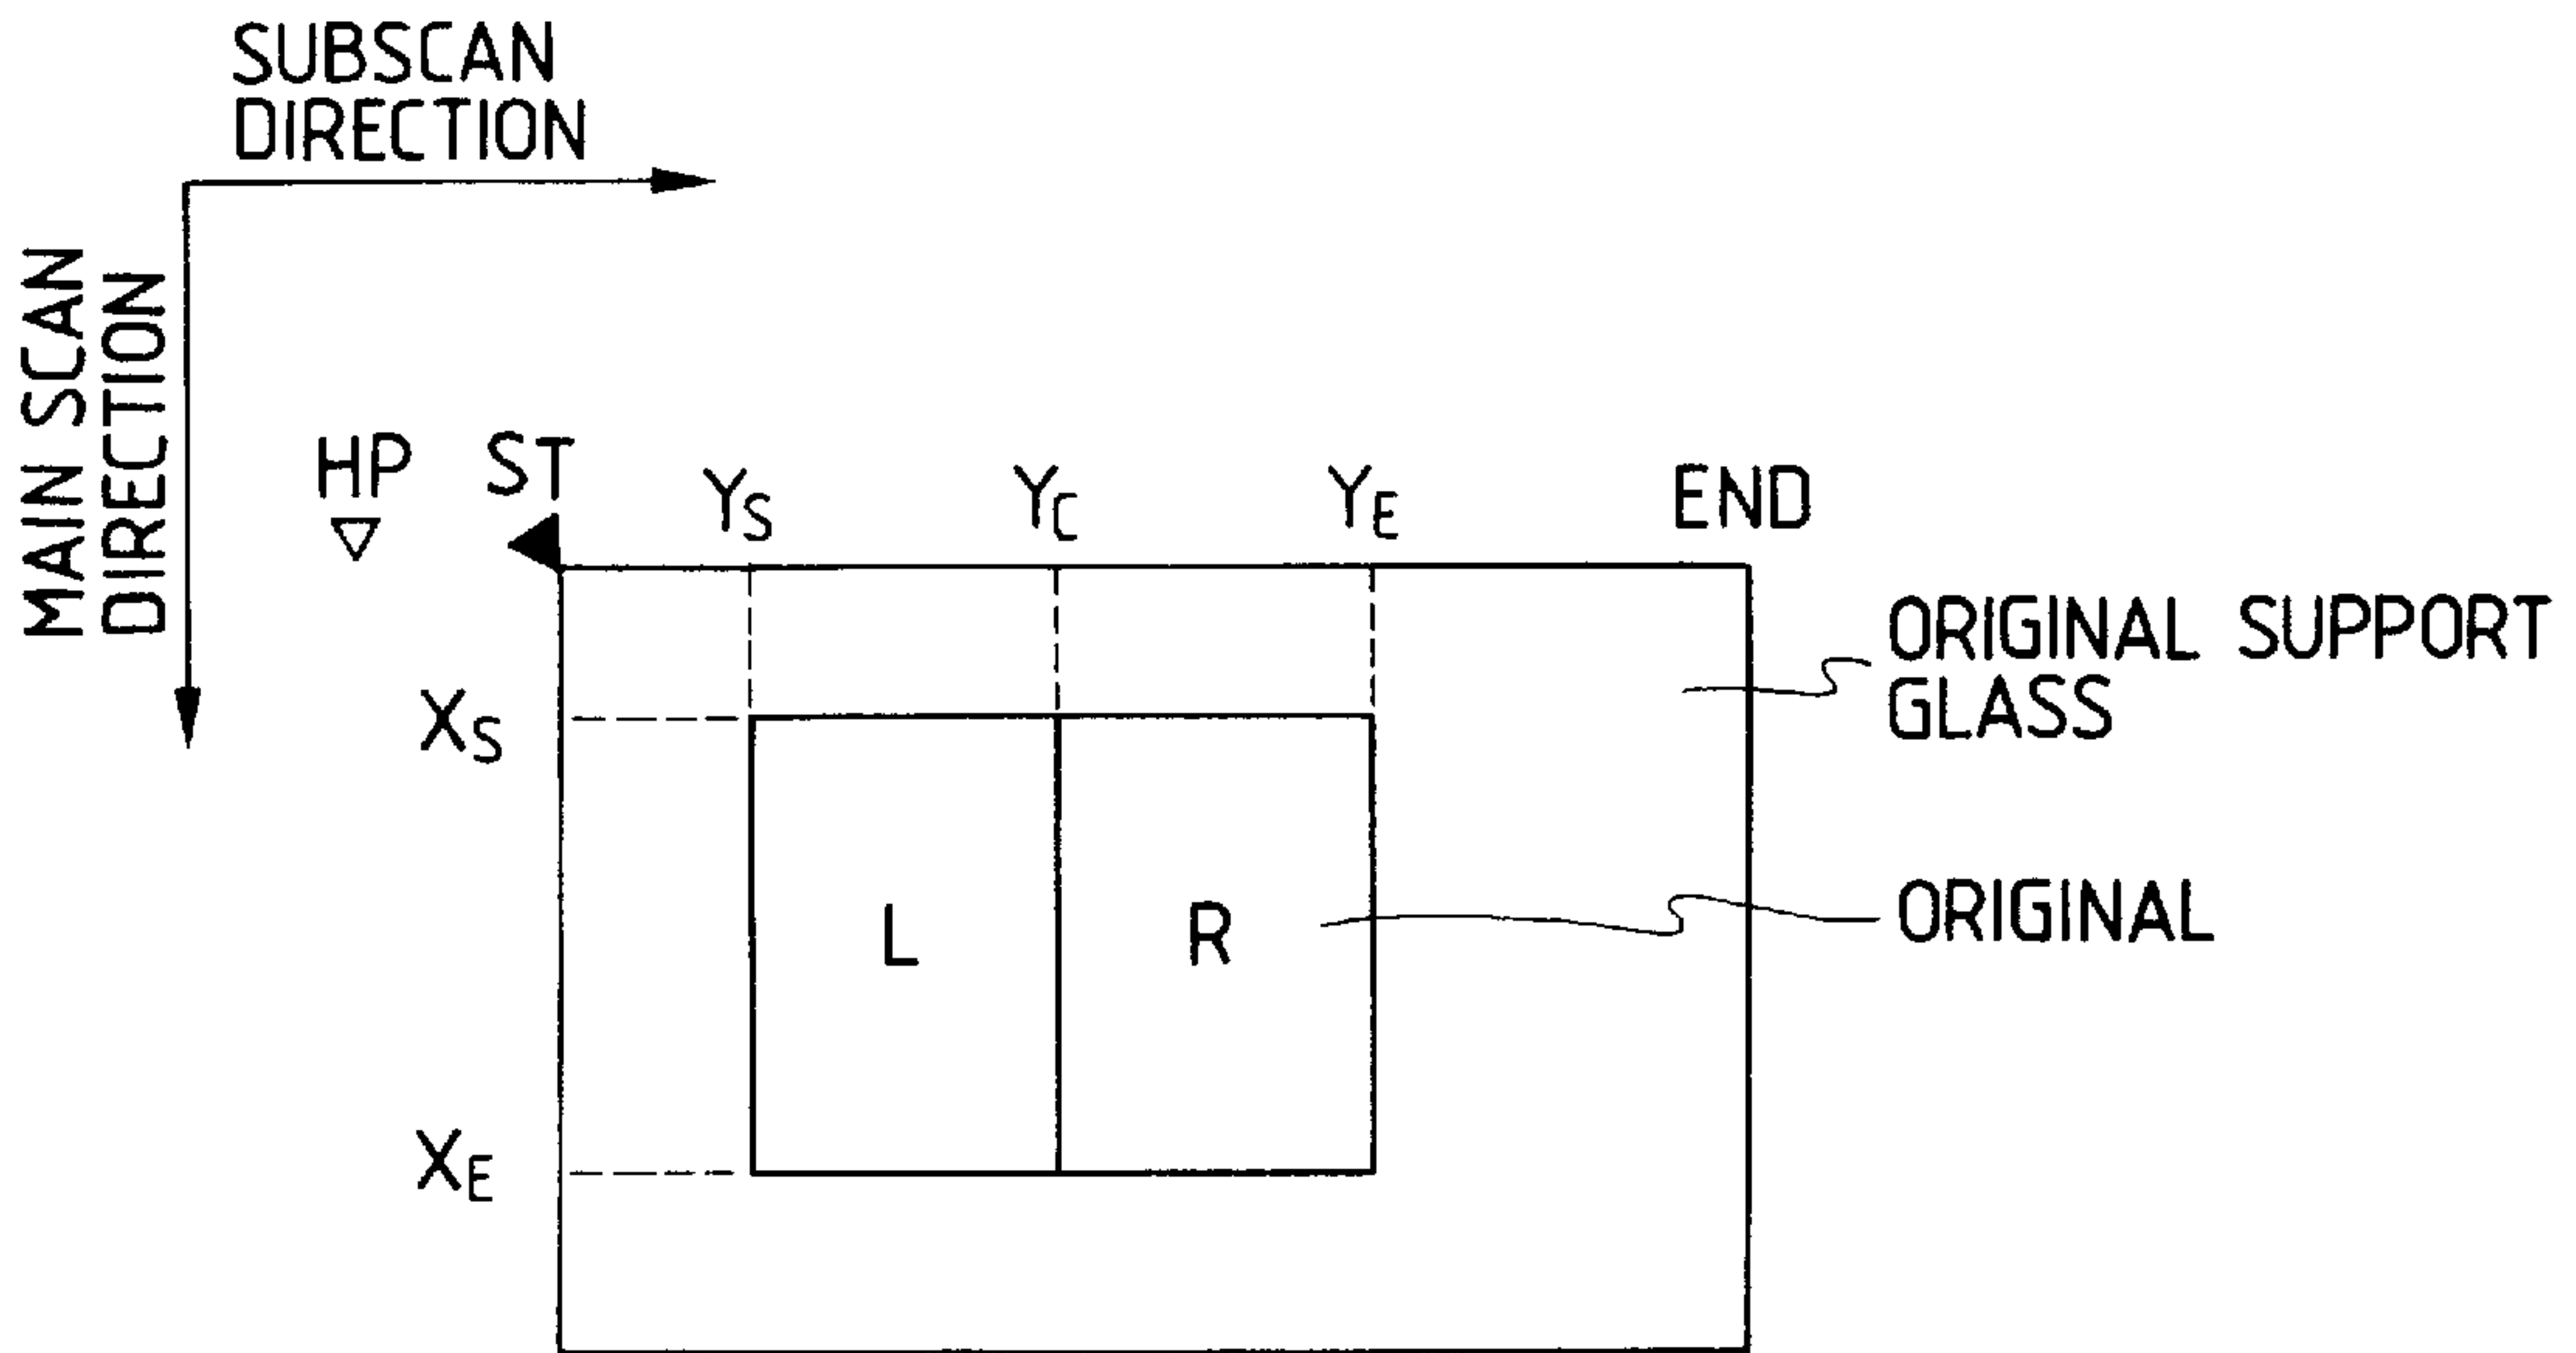 SUBSCAN
DIRECTION
MAIN SCAN
DIRECTION
HP
ST
YS
YC
YE
END
ORIGINAL SUPPORT
GLASS
XS
L
R
ORIGINAL
XE